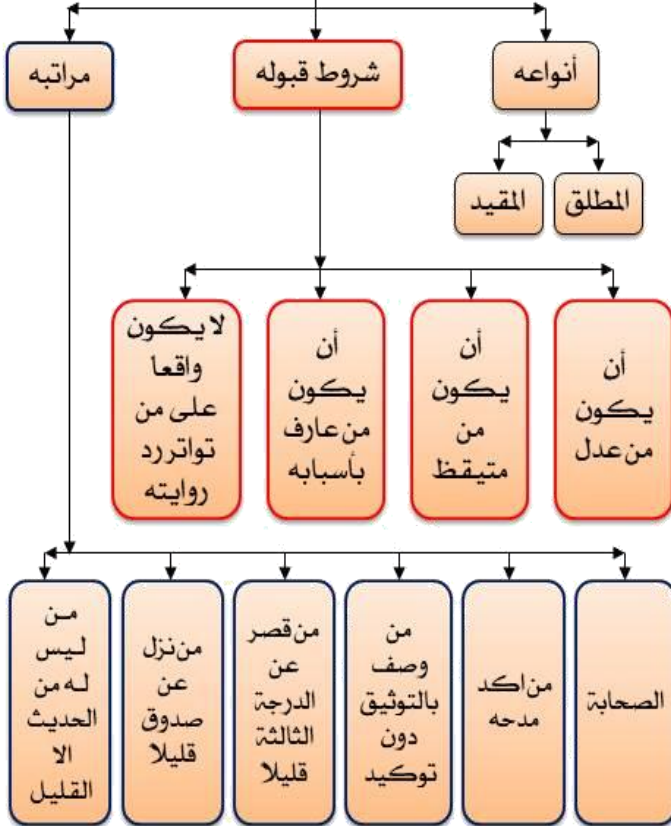 أنواعه
شروط قبوله
مراتبه
المطلق
المقيد
أن
يكون
من عدل
أن
يكون
من
متيقظ
أن
يكون
من عارف
بأسبابه
لا يكون
واقعا
على من
تواتر رد
روايته
الصحابة
من اكد
مدحه
من
وصف
بالتوثيق
دون
توكيد
من قصر
عن
الدرجة
الثالثة
قليلا
من نزل
عن
صدوق
قليلا
من
ليس
له من
الحديث
الا
القليل